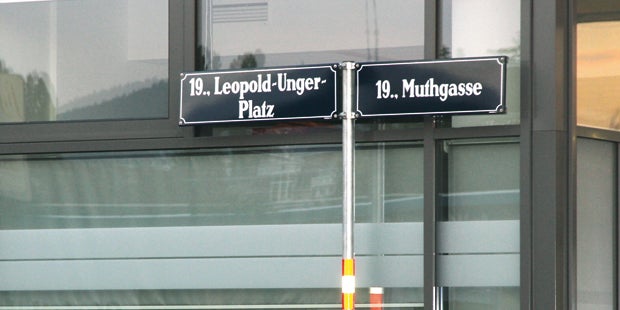 19., Leopold-Unger-
Platz
19., Muthgasse